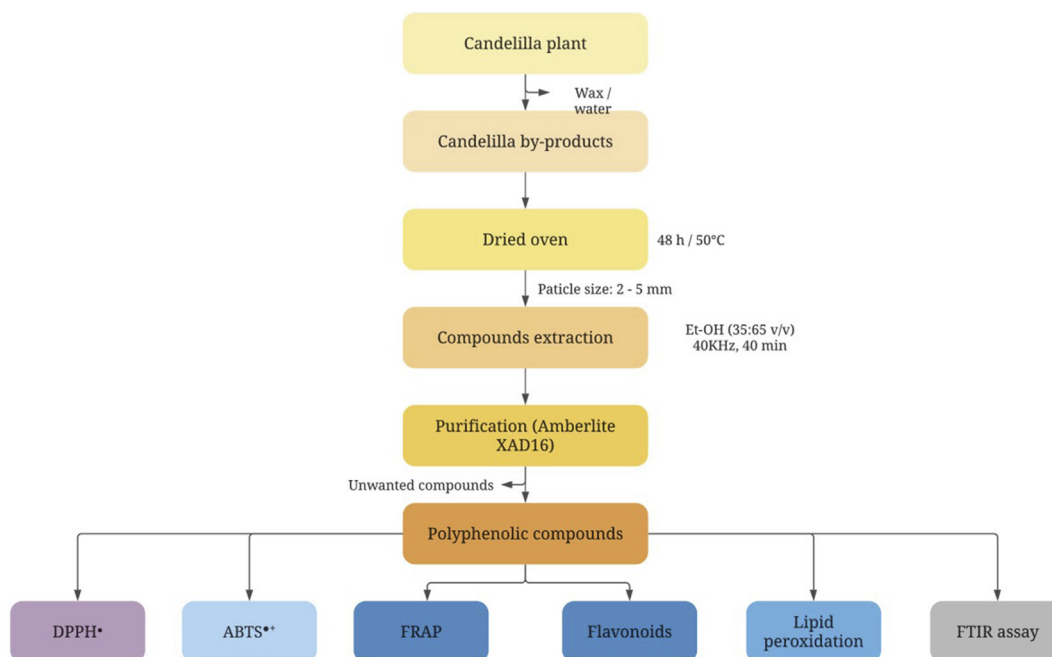 Candelilla plant
Wax /
water
Candelilla by-products
Dried oven
48 h / 50°C
Paticle size: 2 - 5 mm
Compounds extraction
Et-OH (35:65 v/v)
40KHz, 40 min
Purification (Amberlite
XAD16)
Unwanted compounds
Polyphenolic compounds
DPPH•
ABTS•+
FRAP
Flavonoids
Lipid
peroxidation
FTIR assay